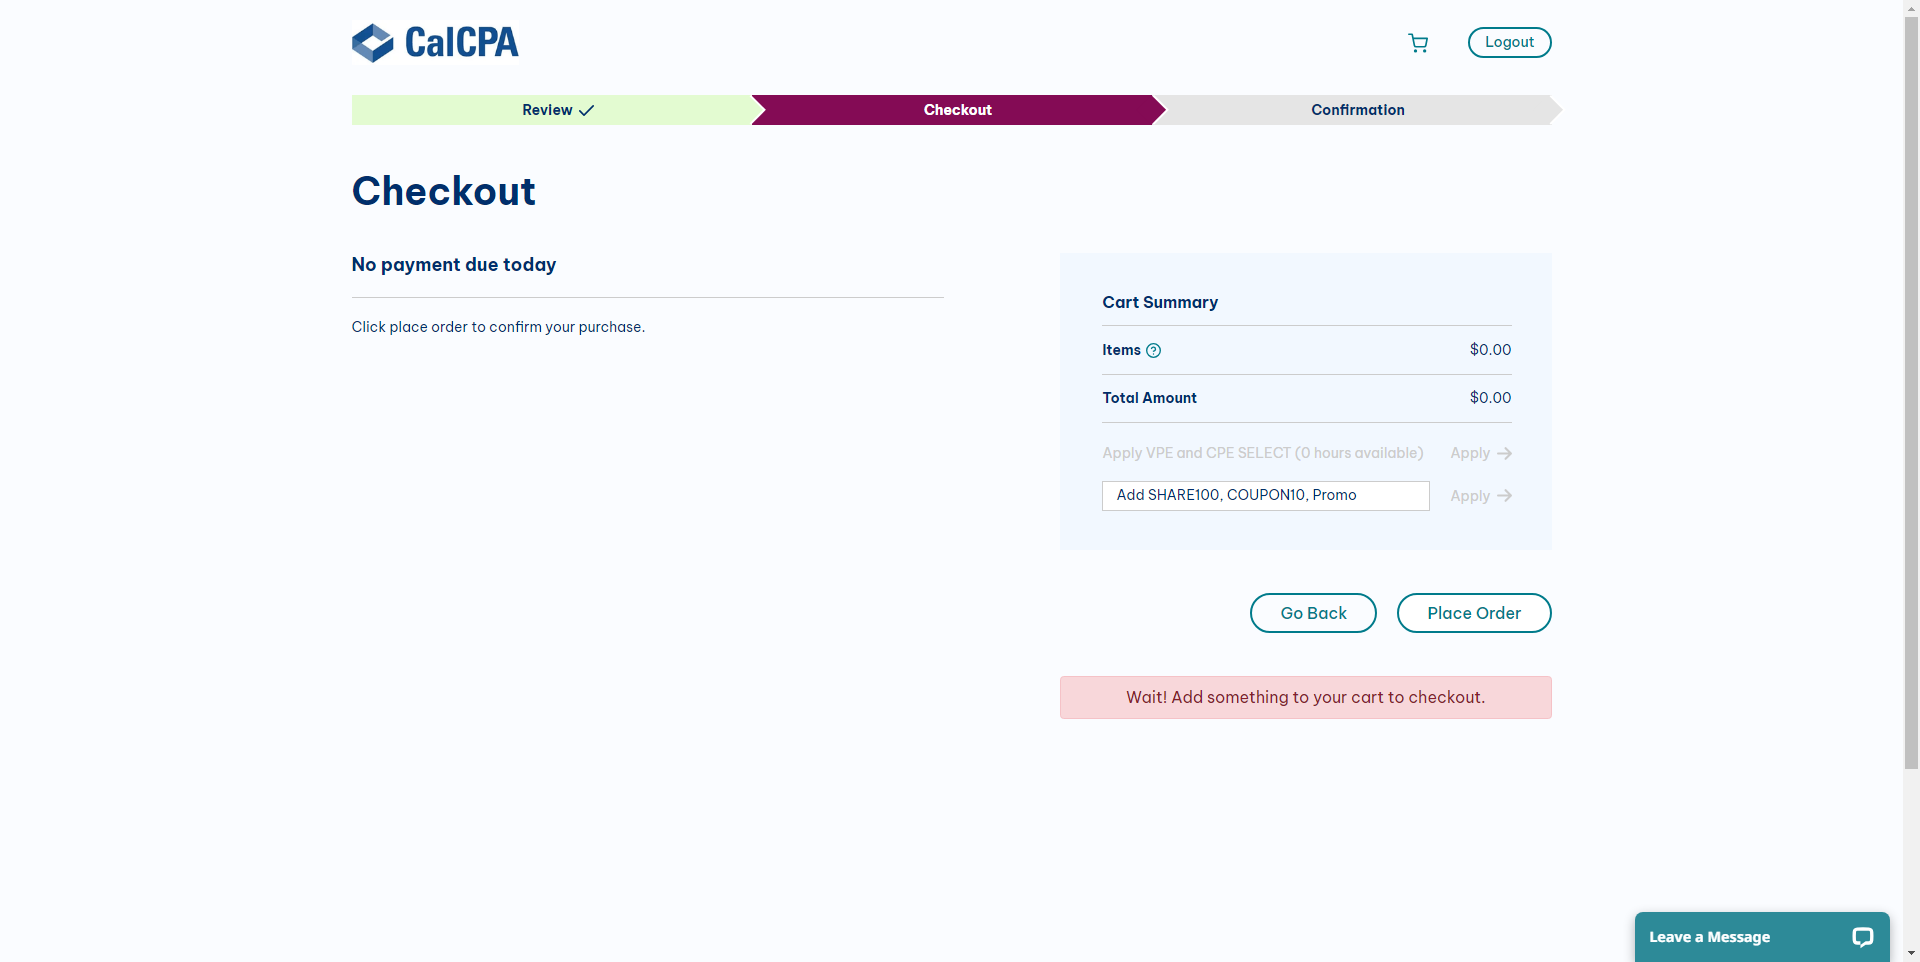 CalCPA
Logout
Review
Checkout
Confirmation
Checkout
No payment due today
Click place order to confirm your purchase.
Cart Summary
Items $0.00
Total Amount $0.00
Apply VPE and CPE SELECT (0 hours available) Apply
Add SHARE100, COUPON10, Promo Apply
Go Back
Place Order
Wait! Add something to your cart to checkout.
Leave a Message